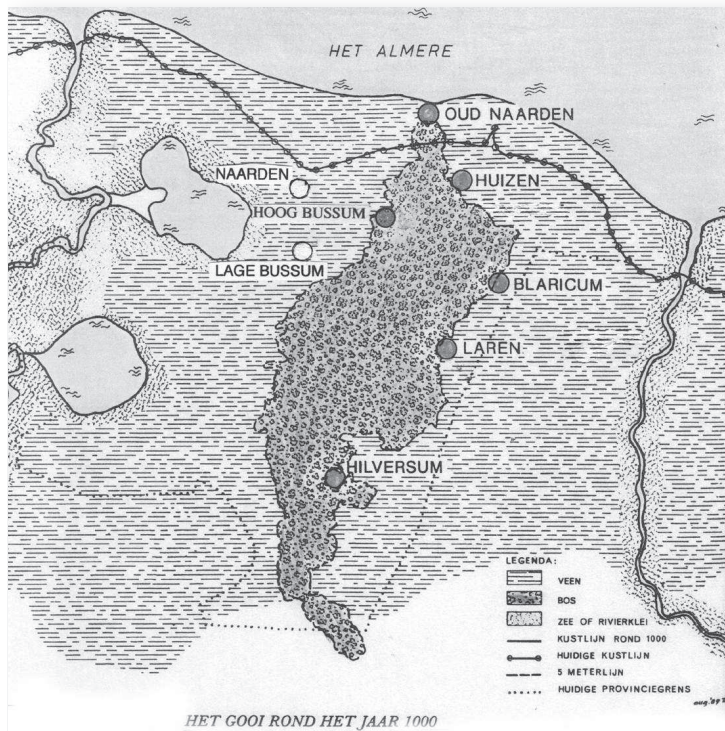 HET ALMERE
OUD NAARDEN
NAARDEN
HUIZEN
HOOG BUSSUM
LAGE BUSSUM
BLARICUM
LAREN
HILVERSUM
LEGENDA:
VEEN
BOS
ZEE OF RIVIERKLEI
KUSTLIJN ROND 1000
HUIDIGE KUSTLIJN
5 METERLIJN
HUIDIGE PROVINCIEGRENS
HET GOOI ROND HET JAAR 1000